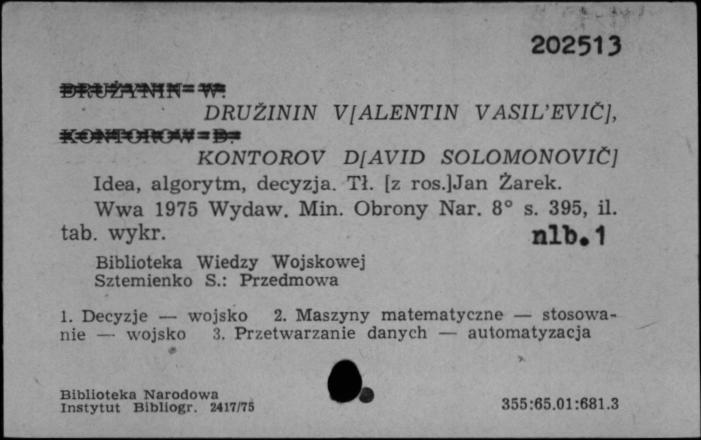 202513
DRUŻYNIN W.
DRUŽININ V[ALENTIN VASIL'EVIČ],
KONTOROW D.
KONTOROV D[AVID SOLOMONOVIČ]
Idea, algorytm, decyzja. Tł. [z ros.]Jan Żarek.
Wwa 1975 Wydaw. Min. Obrony Nar. 8° s. 395, il.
tab. wykr. nlb.1
Biblioteka Wiedzy Wojskowej
Sztemienko S.: Przedmowa
1. Decyzje — wojsko 2. Maszyny matematyczne — stosowa-
nie — wojsko 3. Przetwarzanie danych — automatyzacja
Biblioteka Narodowa
Instytut Bibliogr. 2417/75 355:65.01:681.3